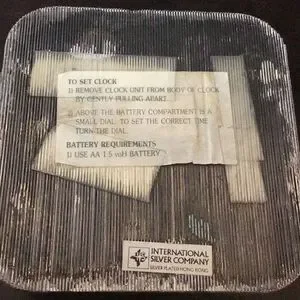 TO SET CLOCK
1) REMOVE CLOCK UNIT FROM BODY OF CLOCK
BY GENTLY PULLING APART.
2) ABOVE THE BATTERY COMPARTMENT IS A
SMALL DIAL. TO SET THE CORRECT TIME
TURN THE DIAL.
BATTERY REQUIREMENTS
1) USE AA 1.5 volt BATTERY
INTERNATIONAL
SILVER COMPANY
SILVER PLATED HONG KONG